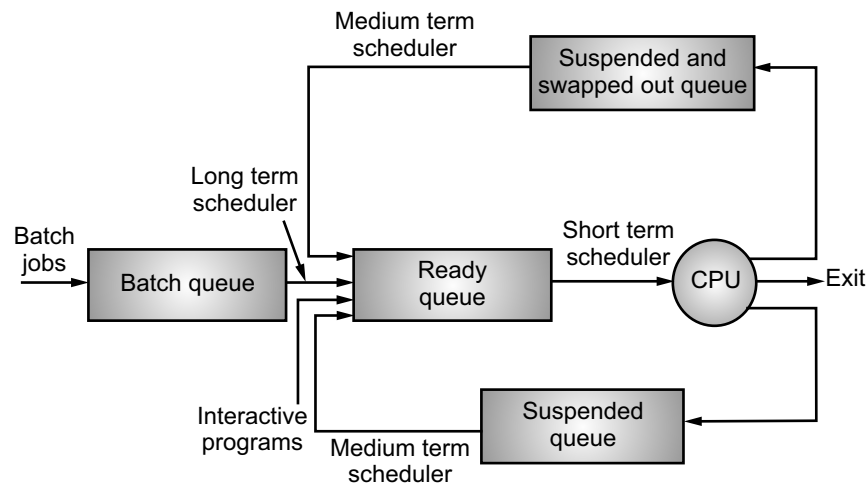 Medium term
scheduler
Suspended and
swapped out queue
Long term
scheduler
Batch
jobs
Batch queue
Ready
queue
Short term
scheduler
CPU
Exit
Interactive
programs
Medium term
scheduler
Suspended
queue